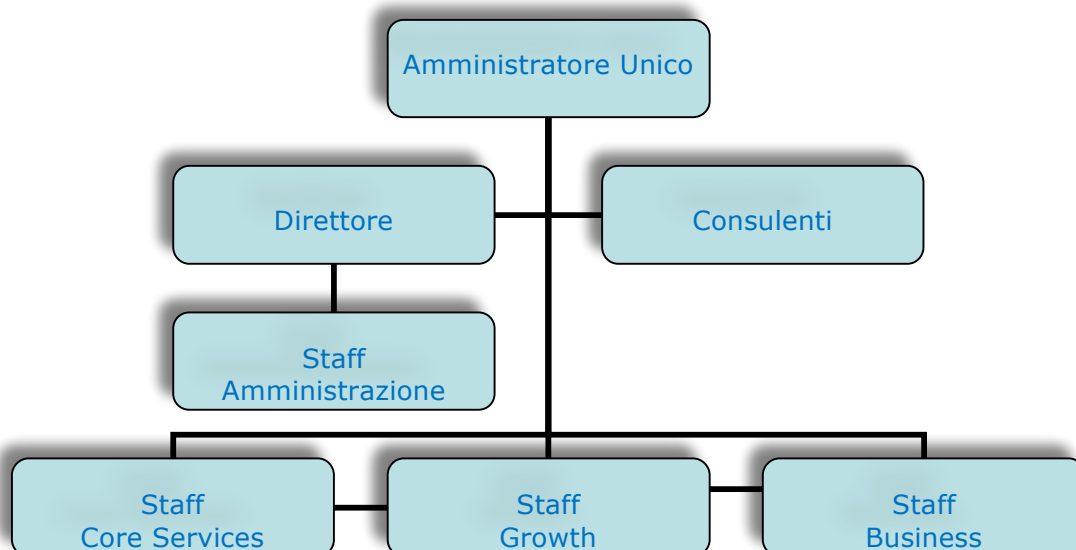 Amministratore Unico
Direttore
Consulenti
Staff
Amministrazione
Staff
Core Services
Staff
Growth
Staff
Business